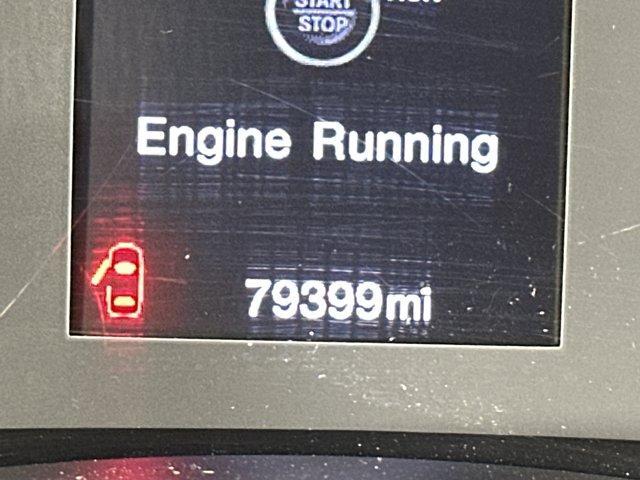 START
STOP
Engine Running
79399mi